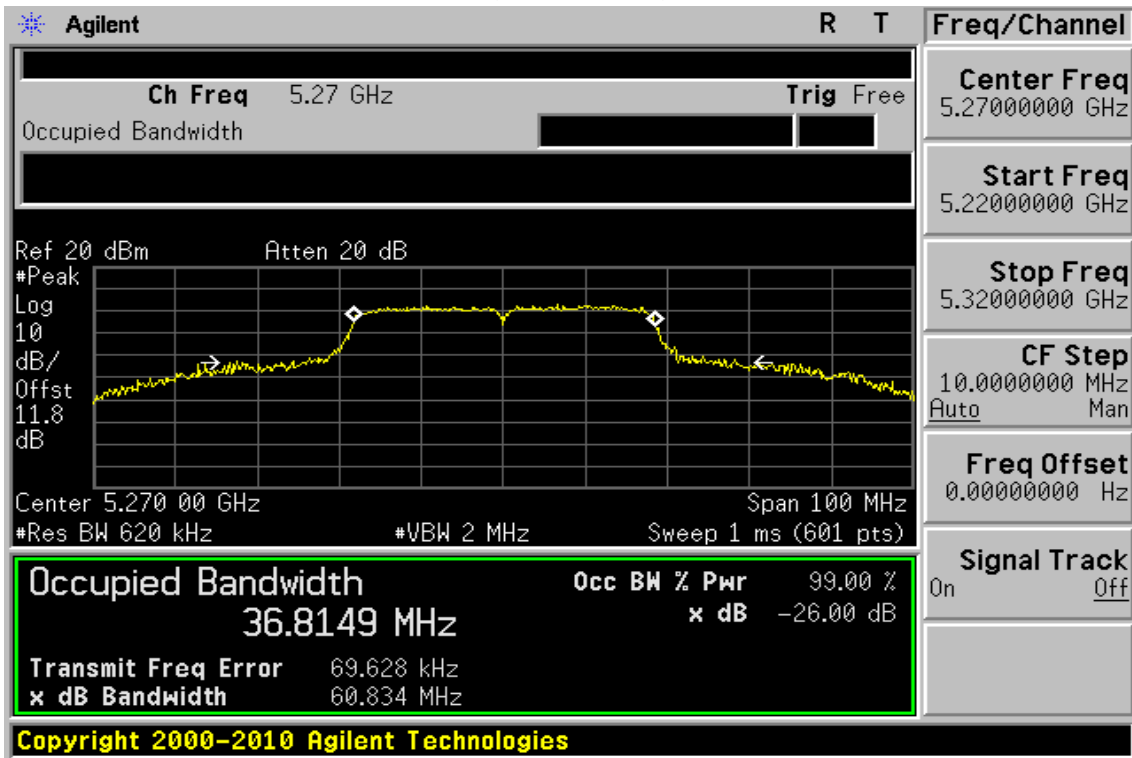 Agilent R T
Ch Freq 5.27 GHz Trig Free
Occupied Bandwidth
Ref 20 dBm Atten 20 dB
#Peak
Log
10
dB/
Offst
11.8
dB
Center 5.270 00 GHz Span 100 MHz
#Res BW 620 kHz #VBW 2 MHz Sweep 1 ms (601 pts)
Occupied Bandwidth Occ BW % Pwr 99.00 %
36.8149 MHz x dB -26.00 dB
Transmit Freq Error 69.628 kHz
x dB Bandwidth 60.834 MHz
Copyright 2000-2010 Agilent Technologies
Freq/Channel
Center Freq
5.27000000 GHz
Start Freq
5.22000000 GHz
Stop Freq
5.32000000 GHz
CF Step
10.0000000 MHz
Auto Man
Freq Offset
0.00000000 Hz
Signal Track
On Off